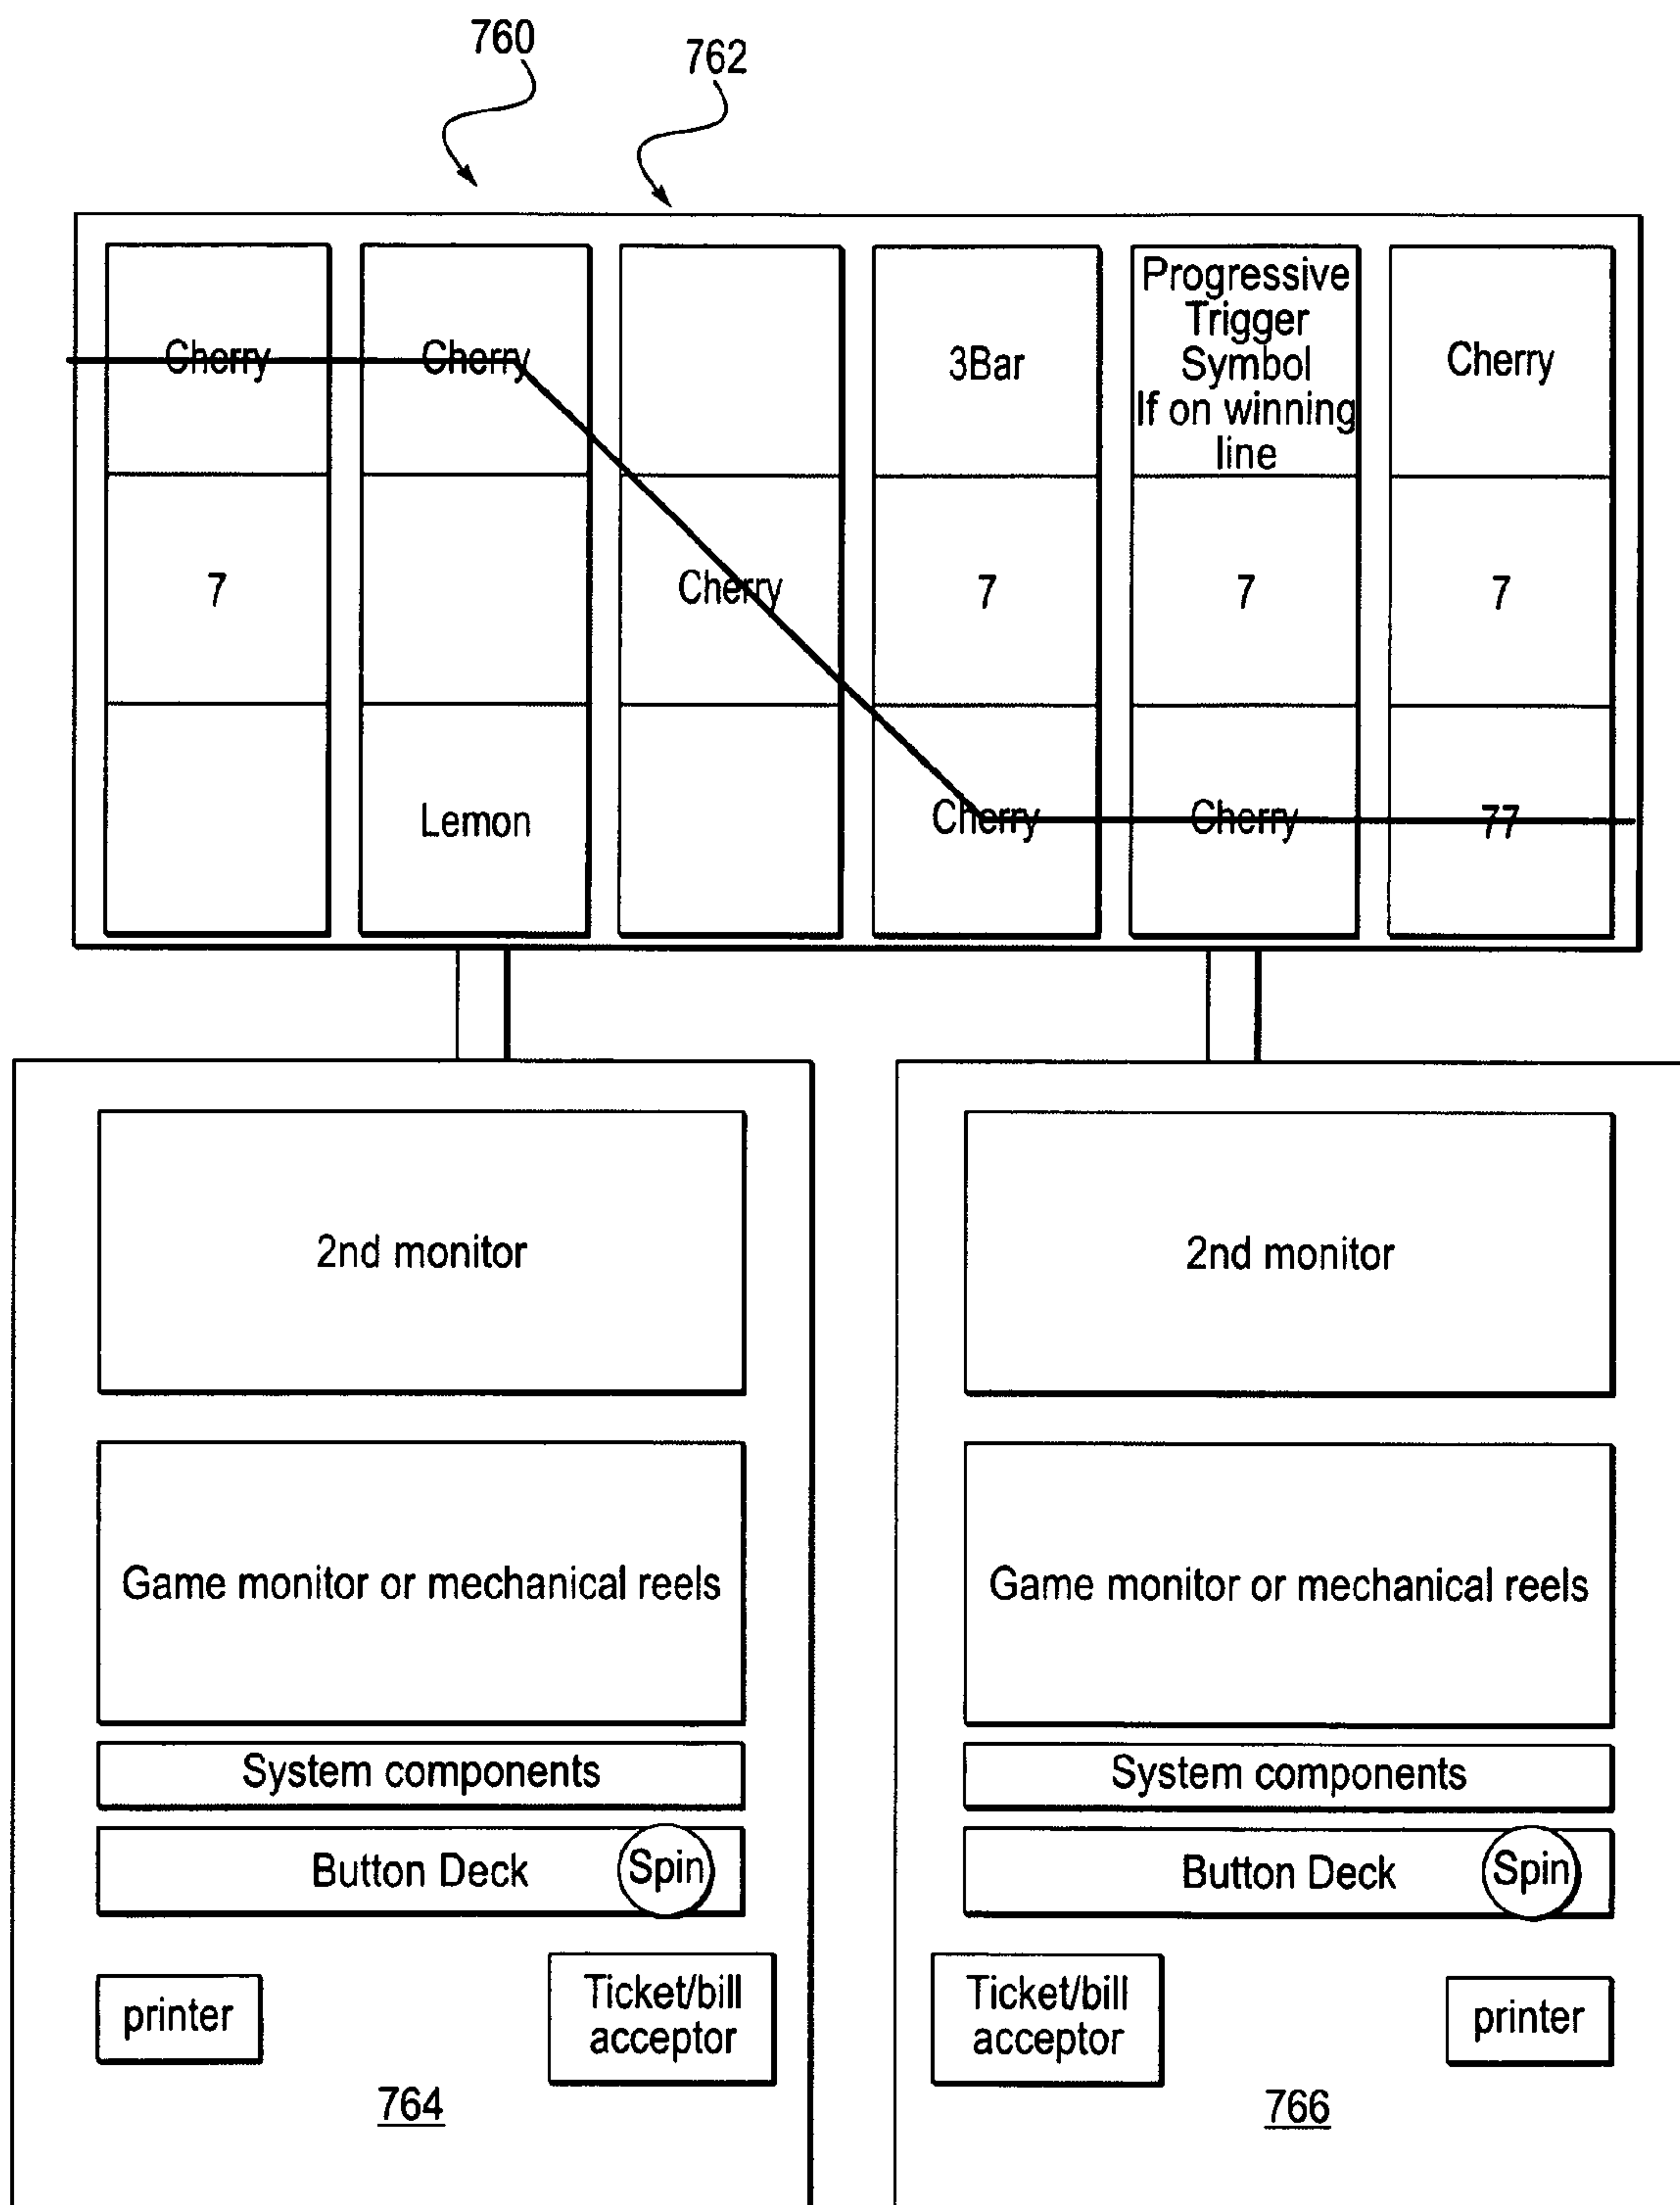 760
762
Cherry
Cherry
3Bar
Progressive
Trigger
Symbol
If on winning
line
Cherry
7
Cherry
7
7
7
Lemon
Cherry
Cherry
77
2nd monitor
2nd monitor
Game monitor or mechanical reels
Game monitor or mechanical reels
System components
System components
Button Deck
Spin
Button Deck
Spin
printer
Ticket/bill
acceptor
Ticket/bill
acceptor
printer
764
766